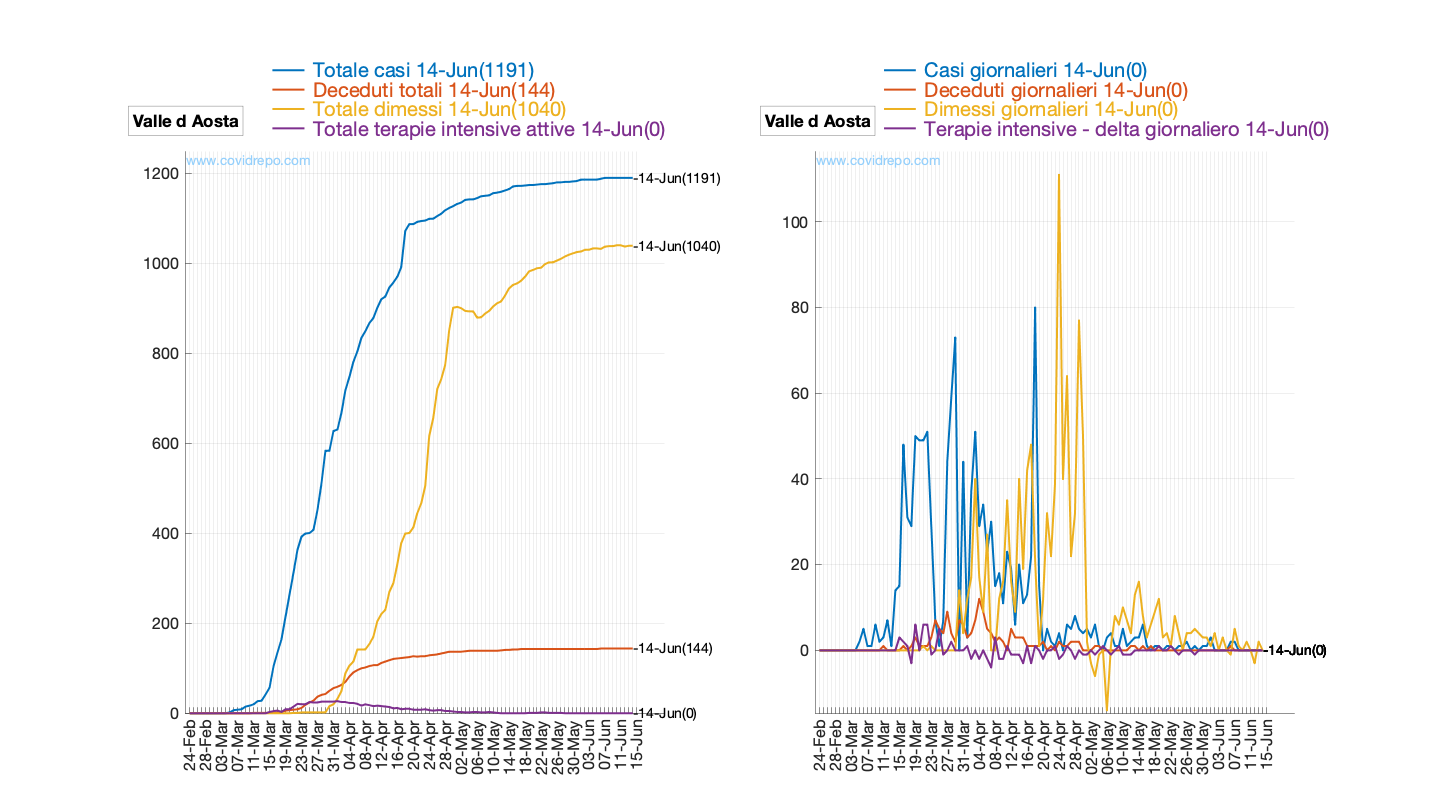 Totale casi 14-Jun(1191)
Deceduti totali 14-Jun(144)
Totale dimessi 14-Jun(1040)
Totale terapie intensive attive 14-Jun(0)
Valle d Aosta
www.covidrepo.com
1200
1000
800
600
400
200
0
-14-Jun(1191)
-14-Jun(1040)
-14-Jun(144)
-14-Jun(0)
24-Feb
28-Feb
03-Mar
07-Mar
11-Mar
15-Mar
19-Mar
23-Mar
27-Mar
31-Mar
04-Apr
08-Apr
12-Apr
16-Apr
20-Apr
24-Apr
28-Apr
02-May
06-May
10-May
14-May
18-May
22-May
26-May
30-May
03-Jun
07-Jun
11-Jun
15-Jun
Casi giornalieri 14-Jun(0)
Deceduti giornalieri 14-Jun(0)
Dimessi giornalieri 14-Jun(0)
Terapie intensive - delta giornaliero 14-Jun(0)
Valle d Aosta
www.covidrepo.com
100
80
60
40
20
0
-14-Jun(0)
24-Feb
28-Feb
03-Mar
07-Mar
11-Mar
15-Mar
19-Mar
23-Mar
27-Mar
31-Mar
04-Apr
08-Apr
12-Apr
16-Apr
20-Apr
24-Apr
28-Apr
02-May
06-May
10-May
14-May
18-May
22-May
26-May
30-May
03-Jun
07-Jun
11-Jun
15-Jun